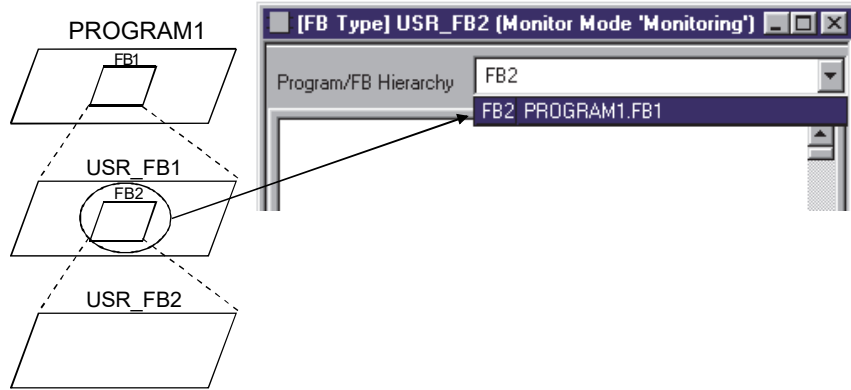 PROGRAM1
FB1
USR_FB1
FB2
USR_FB2
[FB Type] USR_FB2 (Monitor Mode 'Monitoring')
Program/FB Hierarchy
FB2
FB2 PROGRAM1.FB1